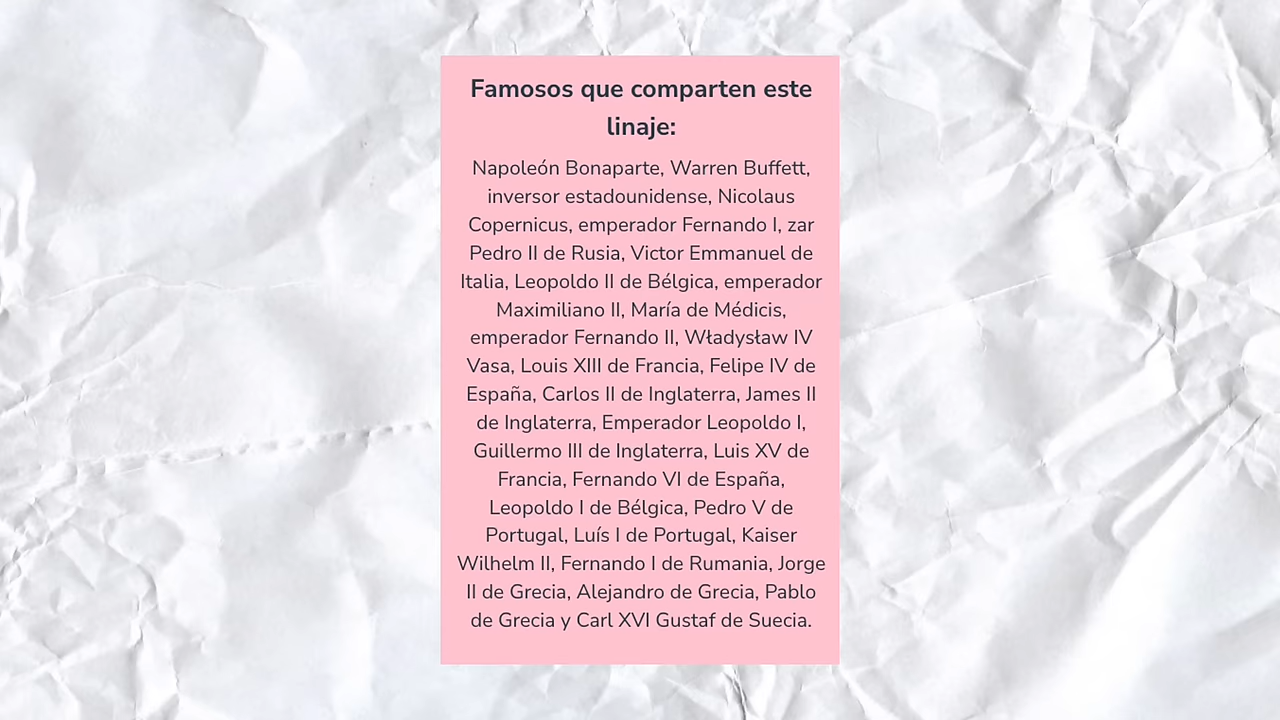 Famosos que comparten este
linaje:
Napoleón Bonaparte, Warren Buffett,
inversor estadounidense, Nicolaus
Copernicus, emperador Fernando I, zar
Pedro II de Rusia, Victor Emmanuel de
Italia, Leopoldo II de Bélgica, emperador
Maximiliano II, María de Médicis,
emperador Fernando II, Władysław IV
Vasa, Louis XIII de Francia, Felipe IV de
España, Carlos II de Inglaterra, James II
de Inglaterra, Emperador Leopoldo I,
Guillermo III de Inglaterra, Luis XV de
Francia, Fernando VI de España,
Leopoldo I de Bélgica, Pedro V de
Portugal, Luís I de Portugal, Kaiser
Wilhelm II, Fernando I de Rumania, Jorge
II de Grecia, Alejandro de Grecia, Pablo
de Grecia y Carl XVI Gustaf de Suecia.